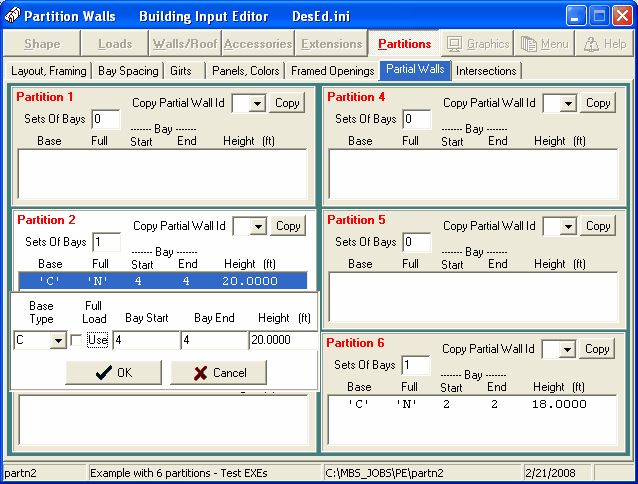 Partition Walls Building Input Editor DesEd.ini
Shape Loads Walls/Roof Accessories Extensions Partitions Graphics Menu Help
Layout, Framing Bay Spacing Girts Panels, Colors Framed Openings Partial Walls Intersections
Partition 1
Copy Partial Wall Id Copy
Sets Of Bays 0
------ Bay ------
Base Full Start End Height (ft)
Partition 4
Copy Partial Wall Id Copy
Sets Of Bays 0
------ Bay ------
Base Full Start End Height (ft)
Partition 2
Copy Partial Wall Id Copy
Sets Of Bays 1
------ Bay ------
Base Full Start End Height (ft)
'C' 'N' 4 4 20.0000
Partition 5
Copy Partial Wall Id Copy
Sets Of Bays 0
------ Bay ------
Base Full Start End Height (ft)
Base Type Full Load Bay Start Bay End Height (ft)
C Use 4 4 20.0000
OK Cancel
Partition 6
Copy Partial Wall Id Copy
Sets Of Bays 1
------ Bay ------
Base Full Start End Height (ft)
'C' 'N' 2 2 18.0000
partn2 Example with 6 partitions - Test EXEs C:\MBS_JOBS\PE\partn2 2/21/2008